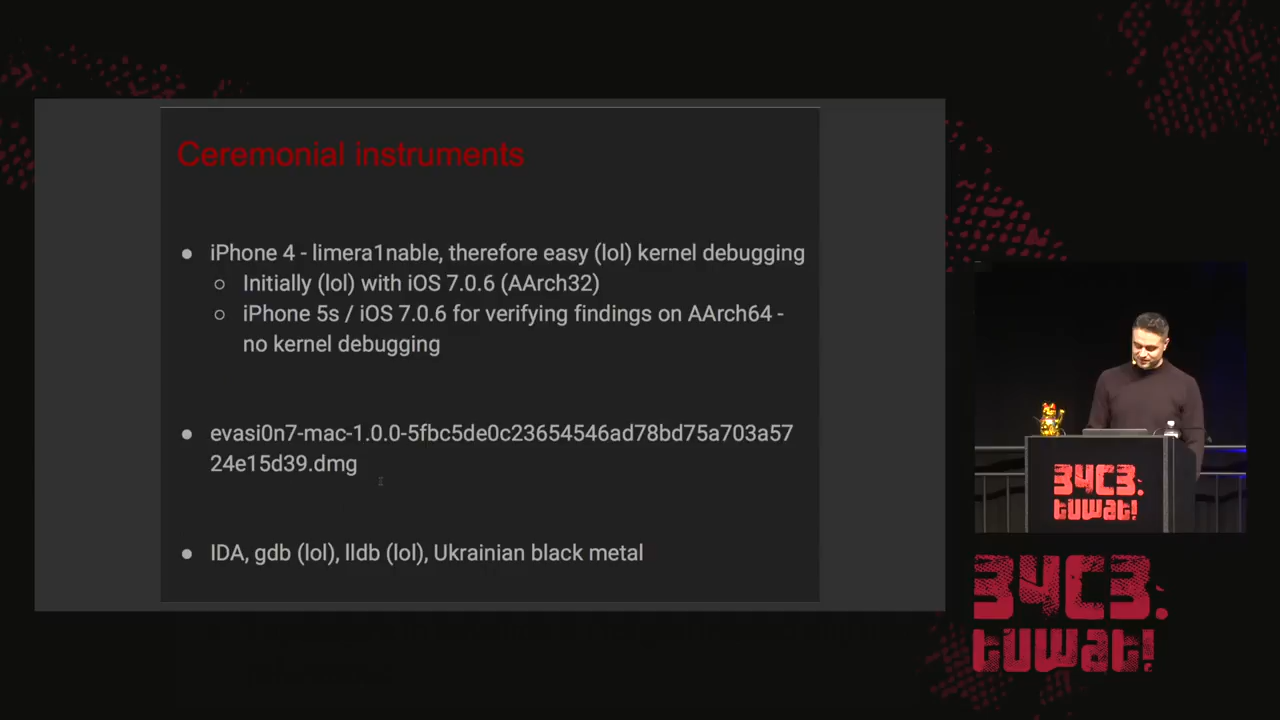 Ceremonial instruments
● iPhone 4 - limera1nable, therefore easy (lol) kernel debugging
○ Initially (lol) with iOS 7.0.6 (AArch32)
○ iPhone 5s / iOS 7.0.6 for verifying findings on AArch64 -
no kernel debugging
● evasi0n7-mac-1.0.0-5fbc5de0c23654546ad78bd75a703a57
24e15d39.dmg
● IDA, gdb (lol), lldb (lol), Ukrainian black metal
34C3.
tuwat!
34C3.
tuwat!